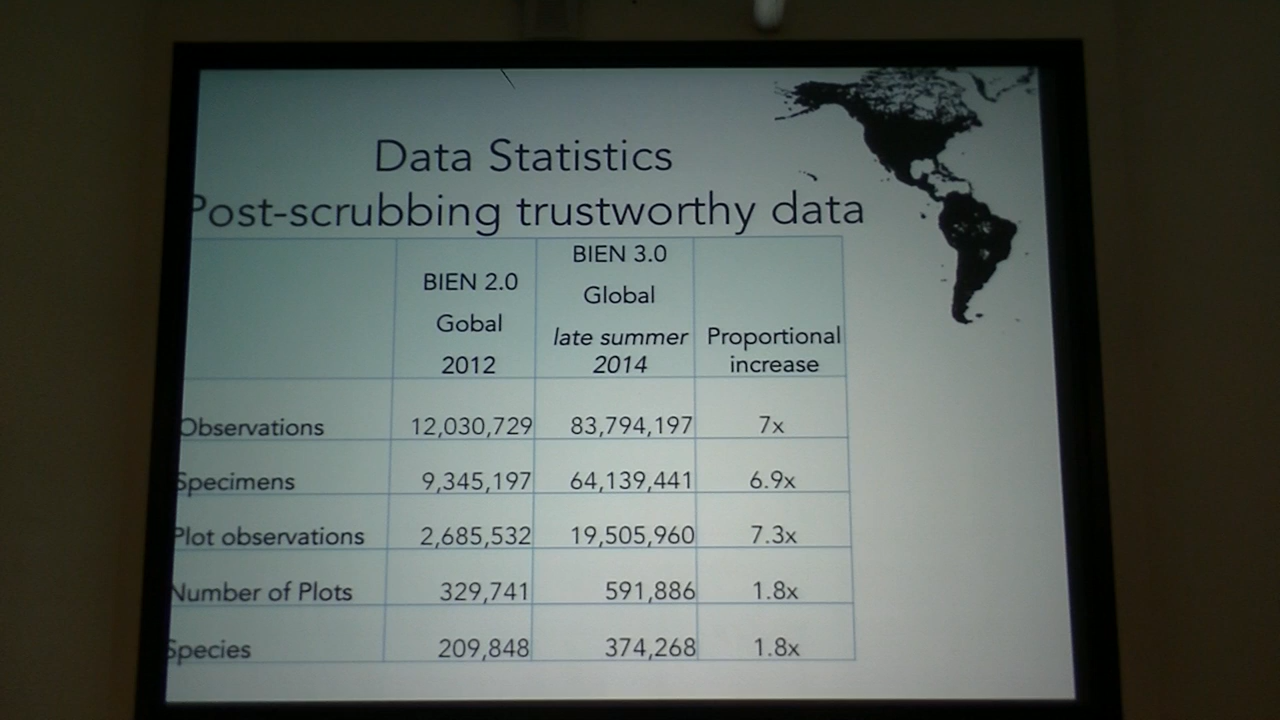 Data Statistics
Post-scrubbing trustworthy data
BIEN 2.0
Gobal
2012
BIEN 3.0
Global
late summer
2014
Proportional
increase
Observations 12,030,729 83,794,197 7x
Specimens 9,345,197 64,139,441 6.9x
Plot observations 2,685,532 19,505,960 7.3x
Number of Plots 329,741 591,886 1.8x
Species 209,848 374,268 1.8x